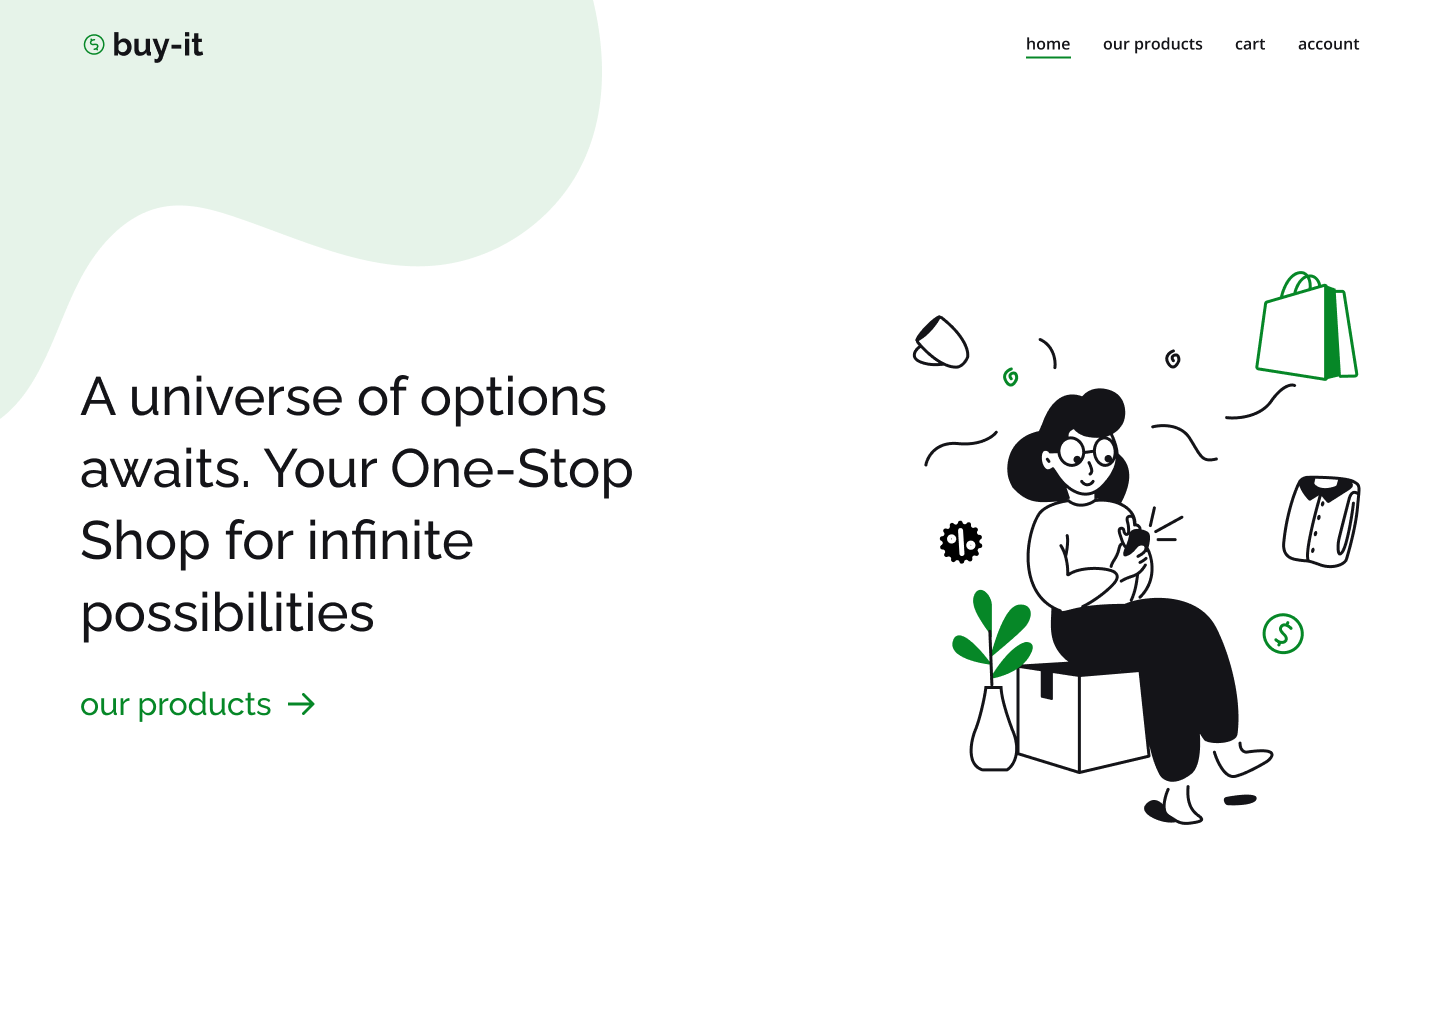 buy-it
home
our products
cart
account
A universe of options
awaits. Your One-Stop
Shop for infinite
possibilities
our products